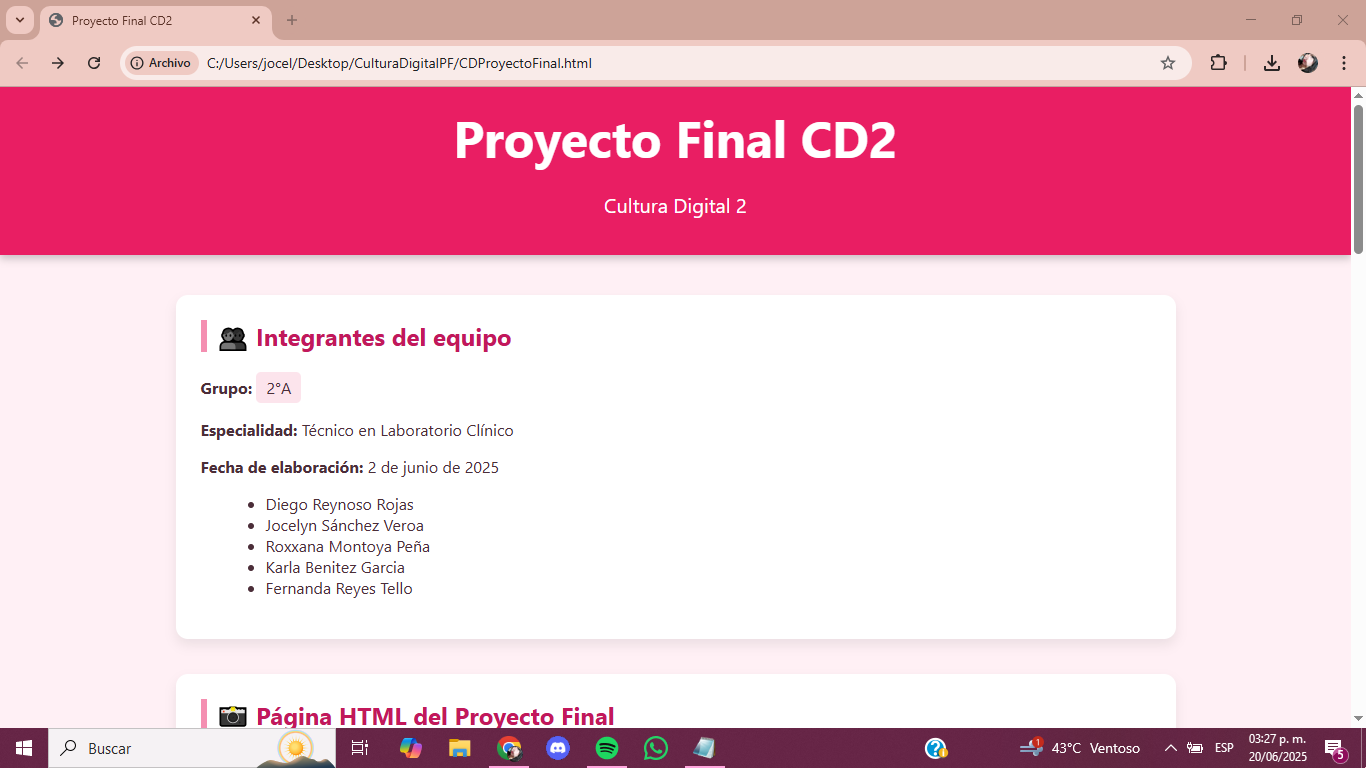 Proyecto Final CD2
Archivo
C:/Users/jocel/Desktop/CulturaDigitalPF/CDProyectoFinal.html
Proyecto Final CD2
Cultura Digital 2
Integrantes del equipo
Grupo: 2°A
Especialidad: Técnico en Laboratorio Clínico
Fecha de elaboración: 2 de junio de 2025
Diego Reynoso Rojas
Jocelyn Sánchez Veroa
Roxxana Montoya Peña
Karla Benitez Garcia
Fernanda Reyes Tello
Página HTML del Proyecto Final
Buscar
1
43°C Ventoso
ESP
03:27 p. m.
20/06/2025
5